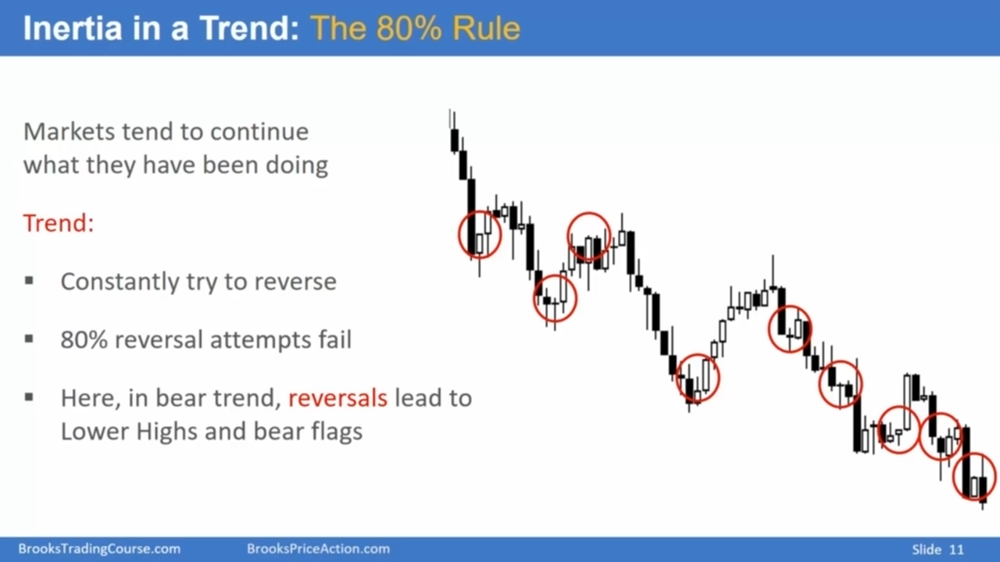 Inertia in a Trend: The 80% Rule
Markets tend to continue
what they have been doing
Trend:
▪ Constantly try to reverse
▪ 80% reversal attempts fail
▪ Here, in bear trend, reversals lead to
Lower Highs and bear flags
BrooksTradingCourse.com
BrooksPriceAction.com
Slide 11